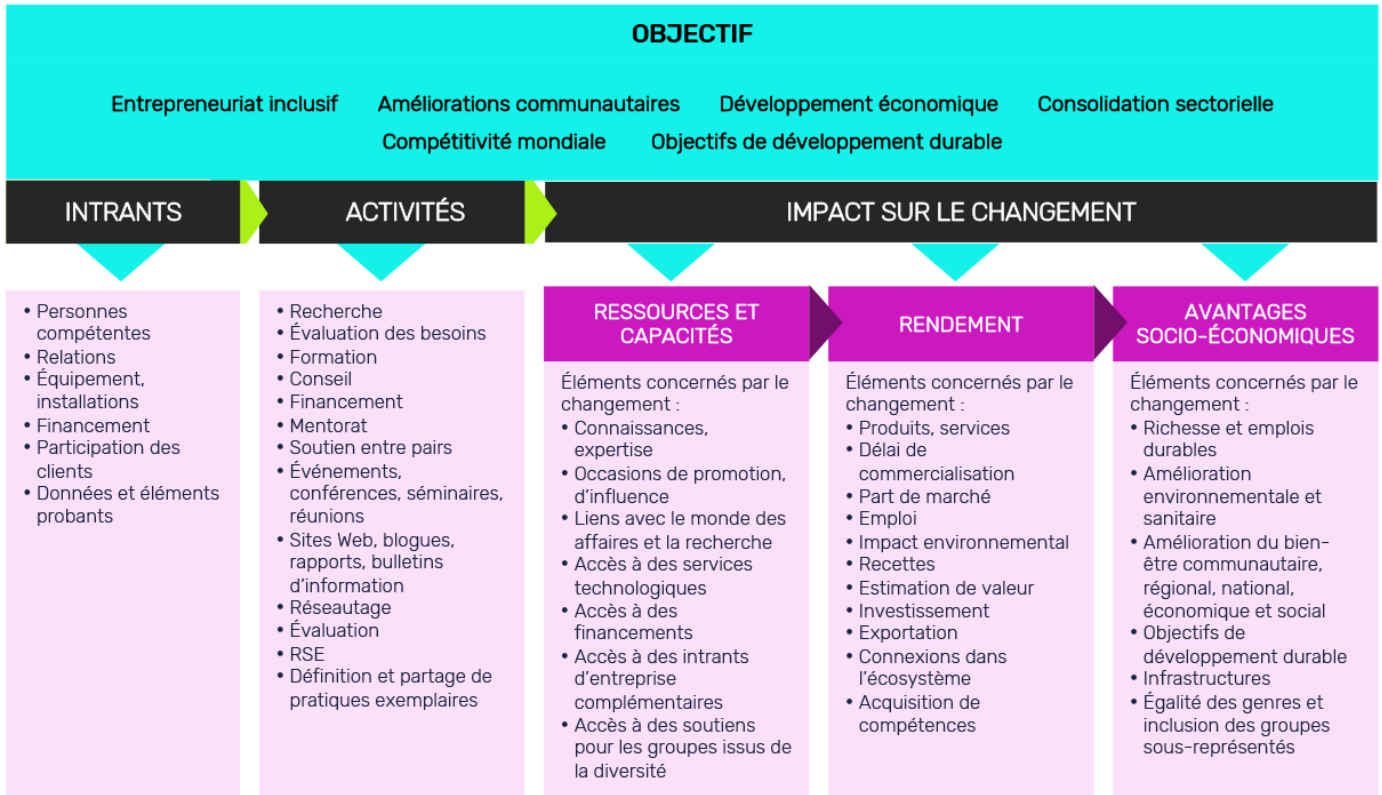 OBJECTIF
Entrepreneuriat inclusif Améliorations communautaires Développement économique Consolidation sectorielle
Compétitivité mondiale Objectifs de développement durable
INTRANTS
• Personnes
compétentes
• Relations
• Équipement,
installations
• Financement
• Participation des
clients
• Données et éléments
probants
ACTIVITÉS
• Recherche
• Évaluation des besoins
• Formation
• Conseil
• Financement
• Mentorat
• Soutien entre pairs
• Événements,
conférences, séminaires,
réunions
• Sites Web, blogues,
rapports, bulletins
d'information
• Réseautage
• Évaluation
• RSE
• Définition et partage de
pratiques exemplaires
IMPACT SUR LE CHANGEMENT
RESSOURCES ET
CAPACITÉS
Éléments concernés par le
changement :
• Connaissances,
expertise
• Occasions de promotion,
d'influence
• Liens avec le monde des
affaires et la recherche
• Accès à des services
technologiques
• Accès à des
financements
• Accès à des intrants
d'entreprise
complémentaires
• Accès à des soutiens
pour les groupes issus de
la diversité
RENDEMENT
Éléments concernés par le
changement :
• Produits, services
• Délai de
commercialisation
• Part de marché
• Emploi
• Impact environnemental
• Recettes
• Estimation de valeur
• Investissement
• Exportation
• Connexions dans
l'écosystème
• Acquisition de
compétences
AVANTAGES
SOCIO-ÉCONOMIQUES
Éléments concernés par le
changement :
• Richesse et emplois
durables
• Amélioration
environnementale et
sanitaire
• Amélioration du bien-
être communautaire,
régional, national,
économique et social
• Objectifs de
développement durable
• Infrastructures
• Égalité des genres et
inclusion des groupes
sous-représentés